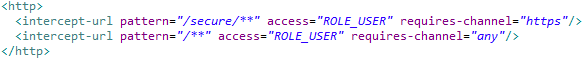 <http>
<intercept-url pattern="/secure/**" access="ROLE_USER" requires-channel="https"/>
<intercept-url pattern="/**" access="ROLE_USER" requires-channel="any"/>
</http>